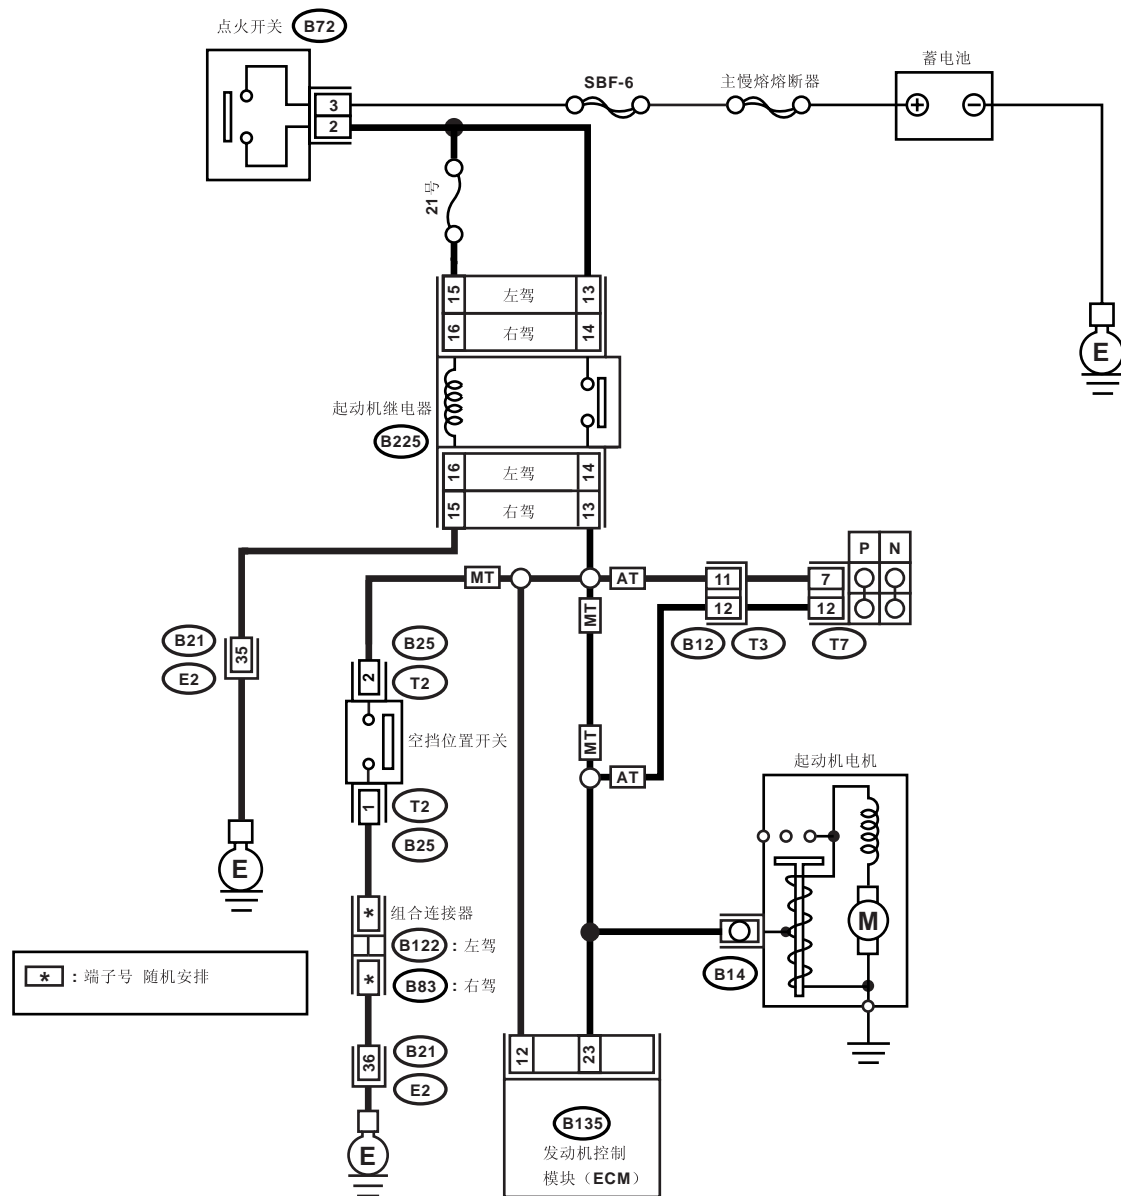 点火开关 B72
蓄电池
SBF-6
主慢熔熔断器
3
2
21号
15 左驾 13
16 右驾 14
E
起动机继电器
B225
16 左驾 14
15 右驾 13
P N
MT AT 11 7
MT 12 12
B12 T3 T7
B21 35
E2
B25
2 T2
空挡位置开关
MT
AT
起动机电机
1 T2
B25
E
* 组合连接器
B122 : 左驾
* B83 : 右驾
M
B14
* : 端子号 随机安排
36 B21
E2
12 23
E
B135
发动机控制
模块（ECM）